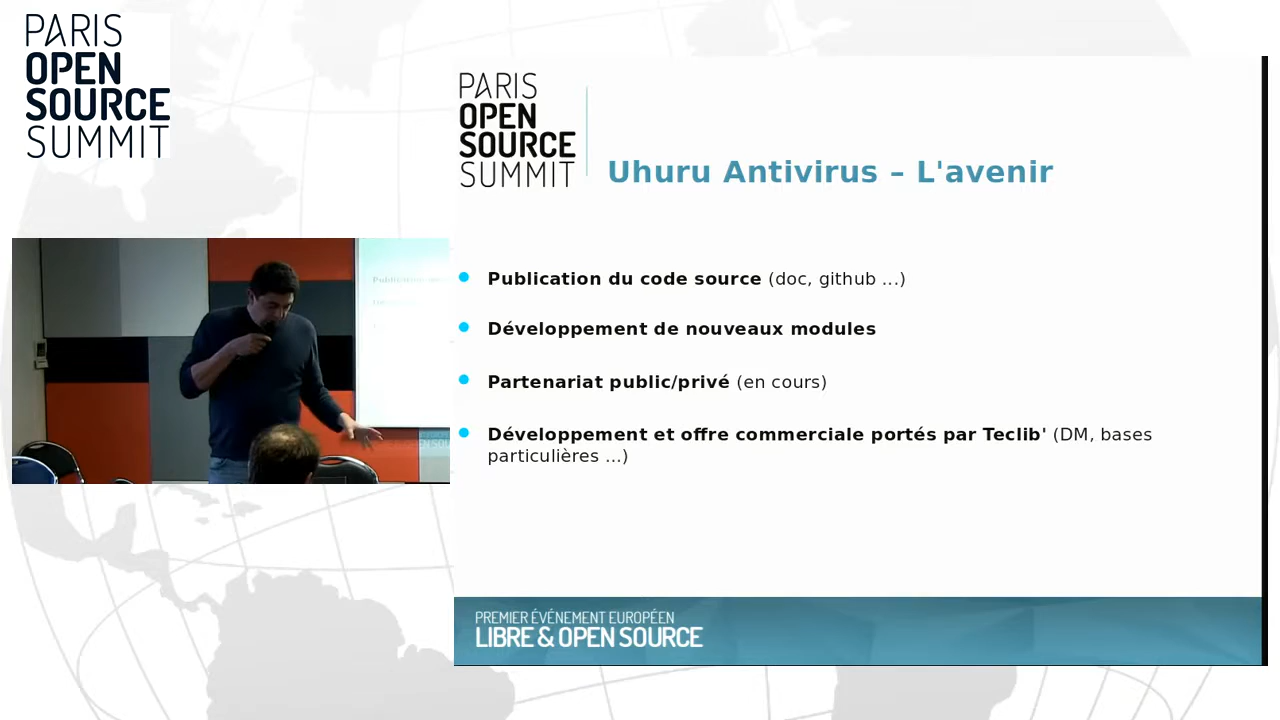 PARIS
OPEN
SOURCE
SUMMIT
PARIS
OPEN
SOURCE
SUMMIT
Uhuru Antivirus – L'avenir
Publication du code source (doc, github ...)
Développement de nouveaux modules
Partenariat public/privé (en cours)
Développement et offre commerciale portés par Teclib' (DM, bases
particulières ...)
PREMIER ÉVÉNEMENT EUROPÉEN
LIBRE & OPEN SOURCE